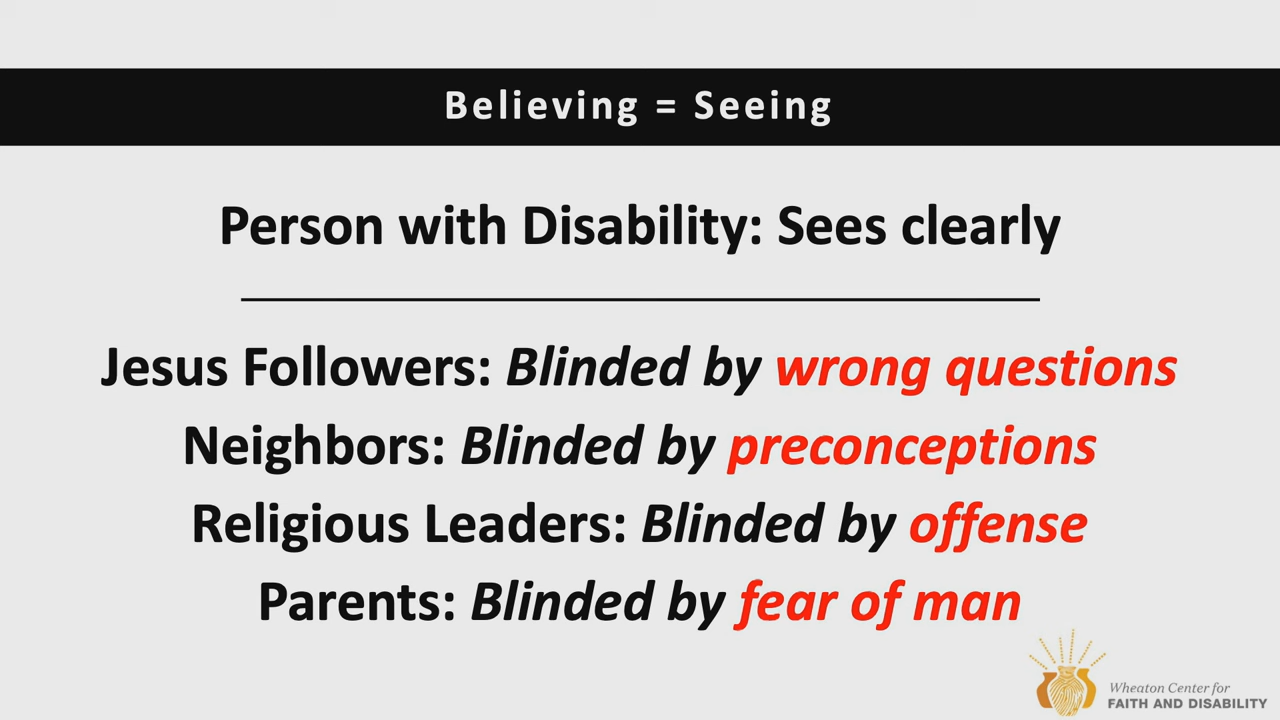 Believing = Seeing
Person with Disability: Sees clearly
Jesus Followers: Blinded by wrong questions
Neighbors: Blinded by preconceptions
Religious Leaders: Blinded by offense
Parents: Blinded by fear of man
Wheaton Center for
FAITH AND DISABILITY